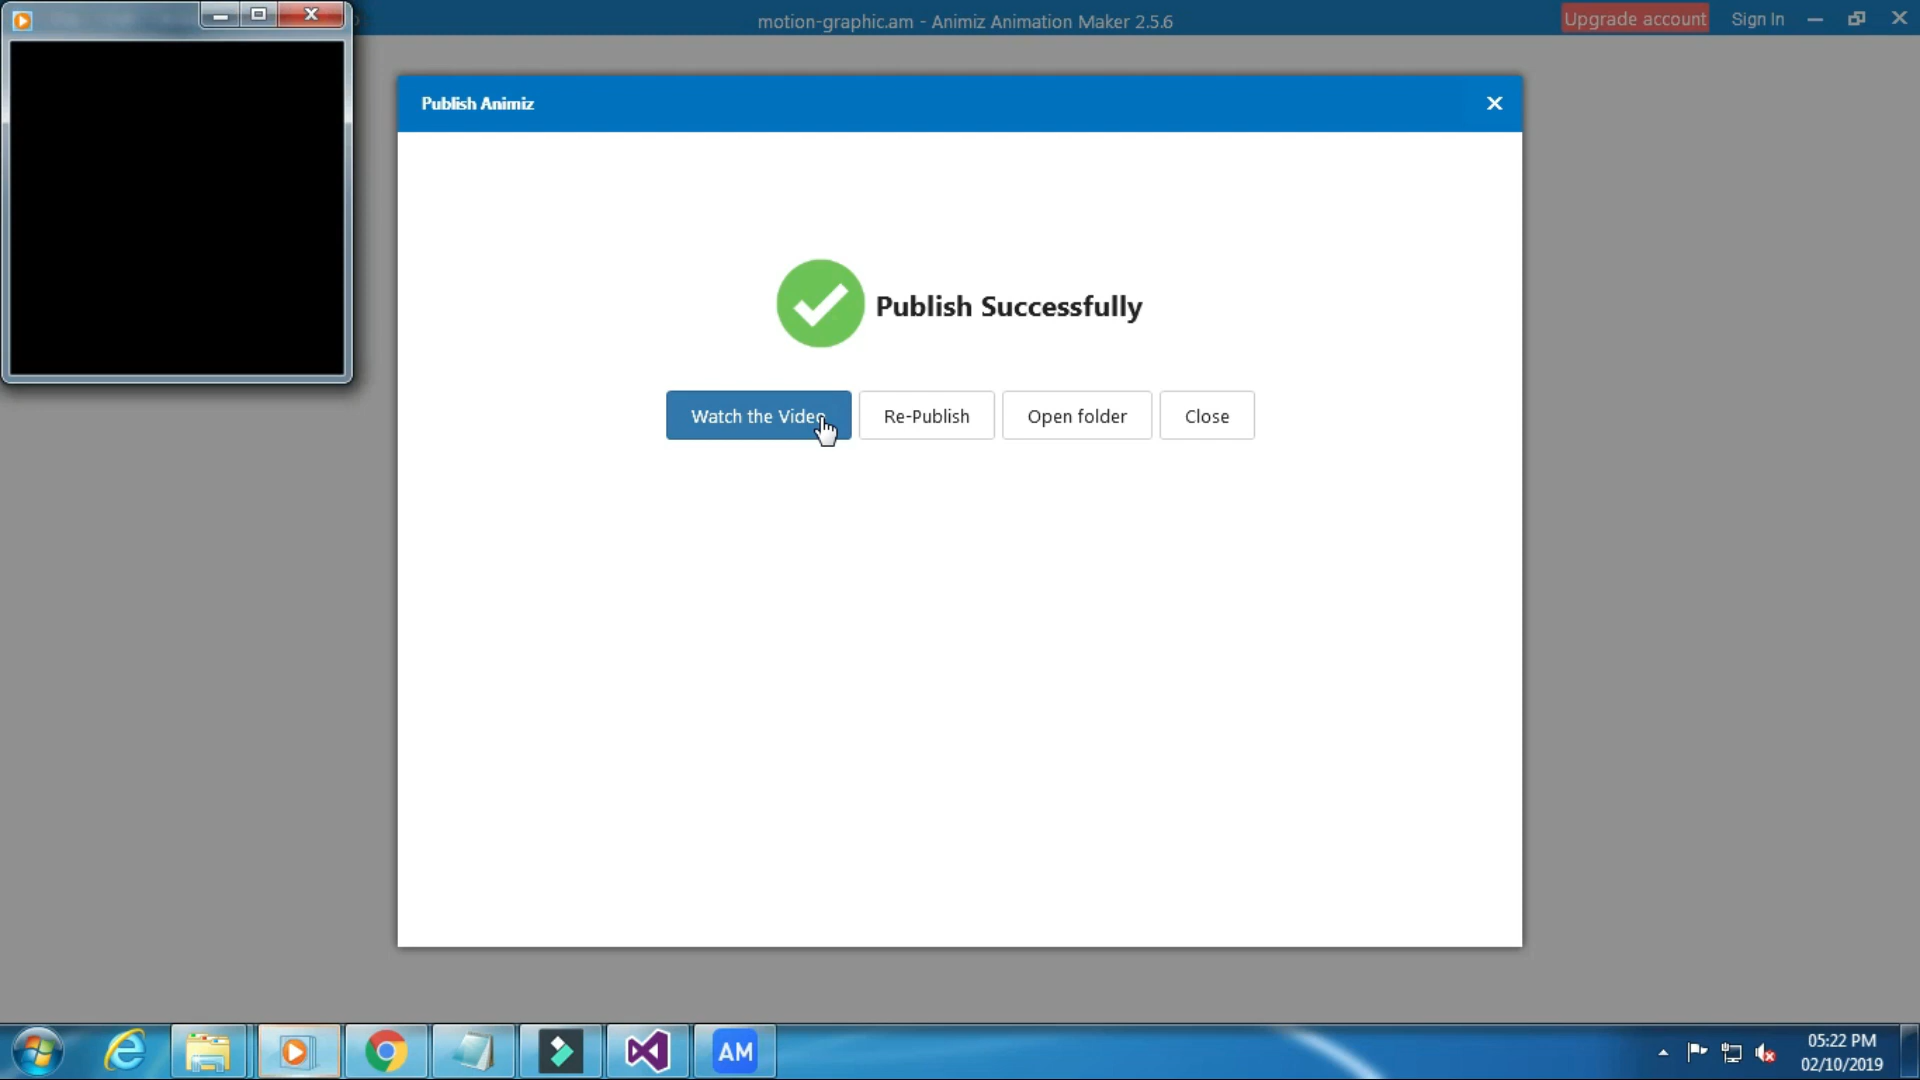 motion-graphic.am - Animiz Animation Maker 2.5.6
Upgrade account
Sign In
Publish Animiz
Publish Successfully
Watch the Video
Re-Publish
Open folder
Close
AM
05:22 PM
02/10/2019